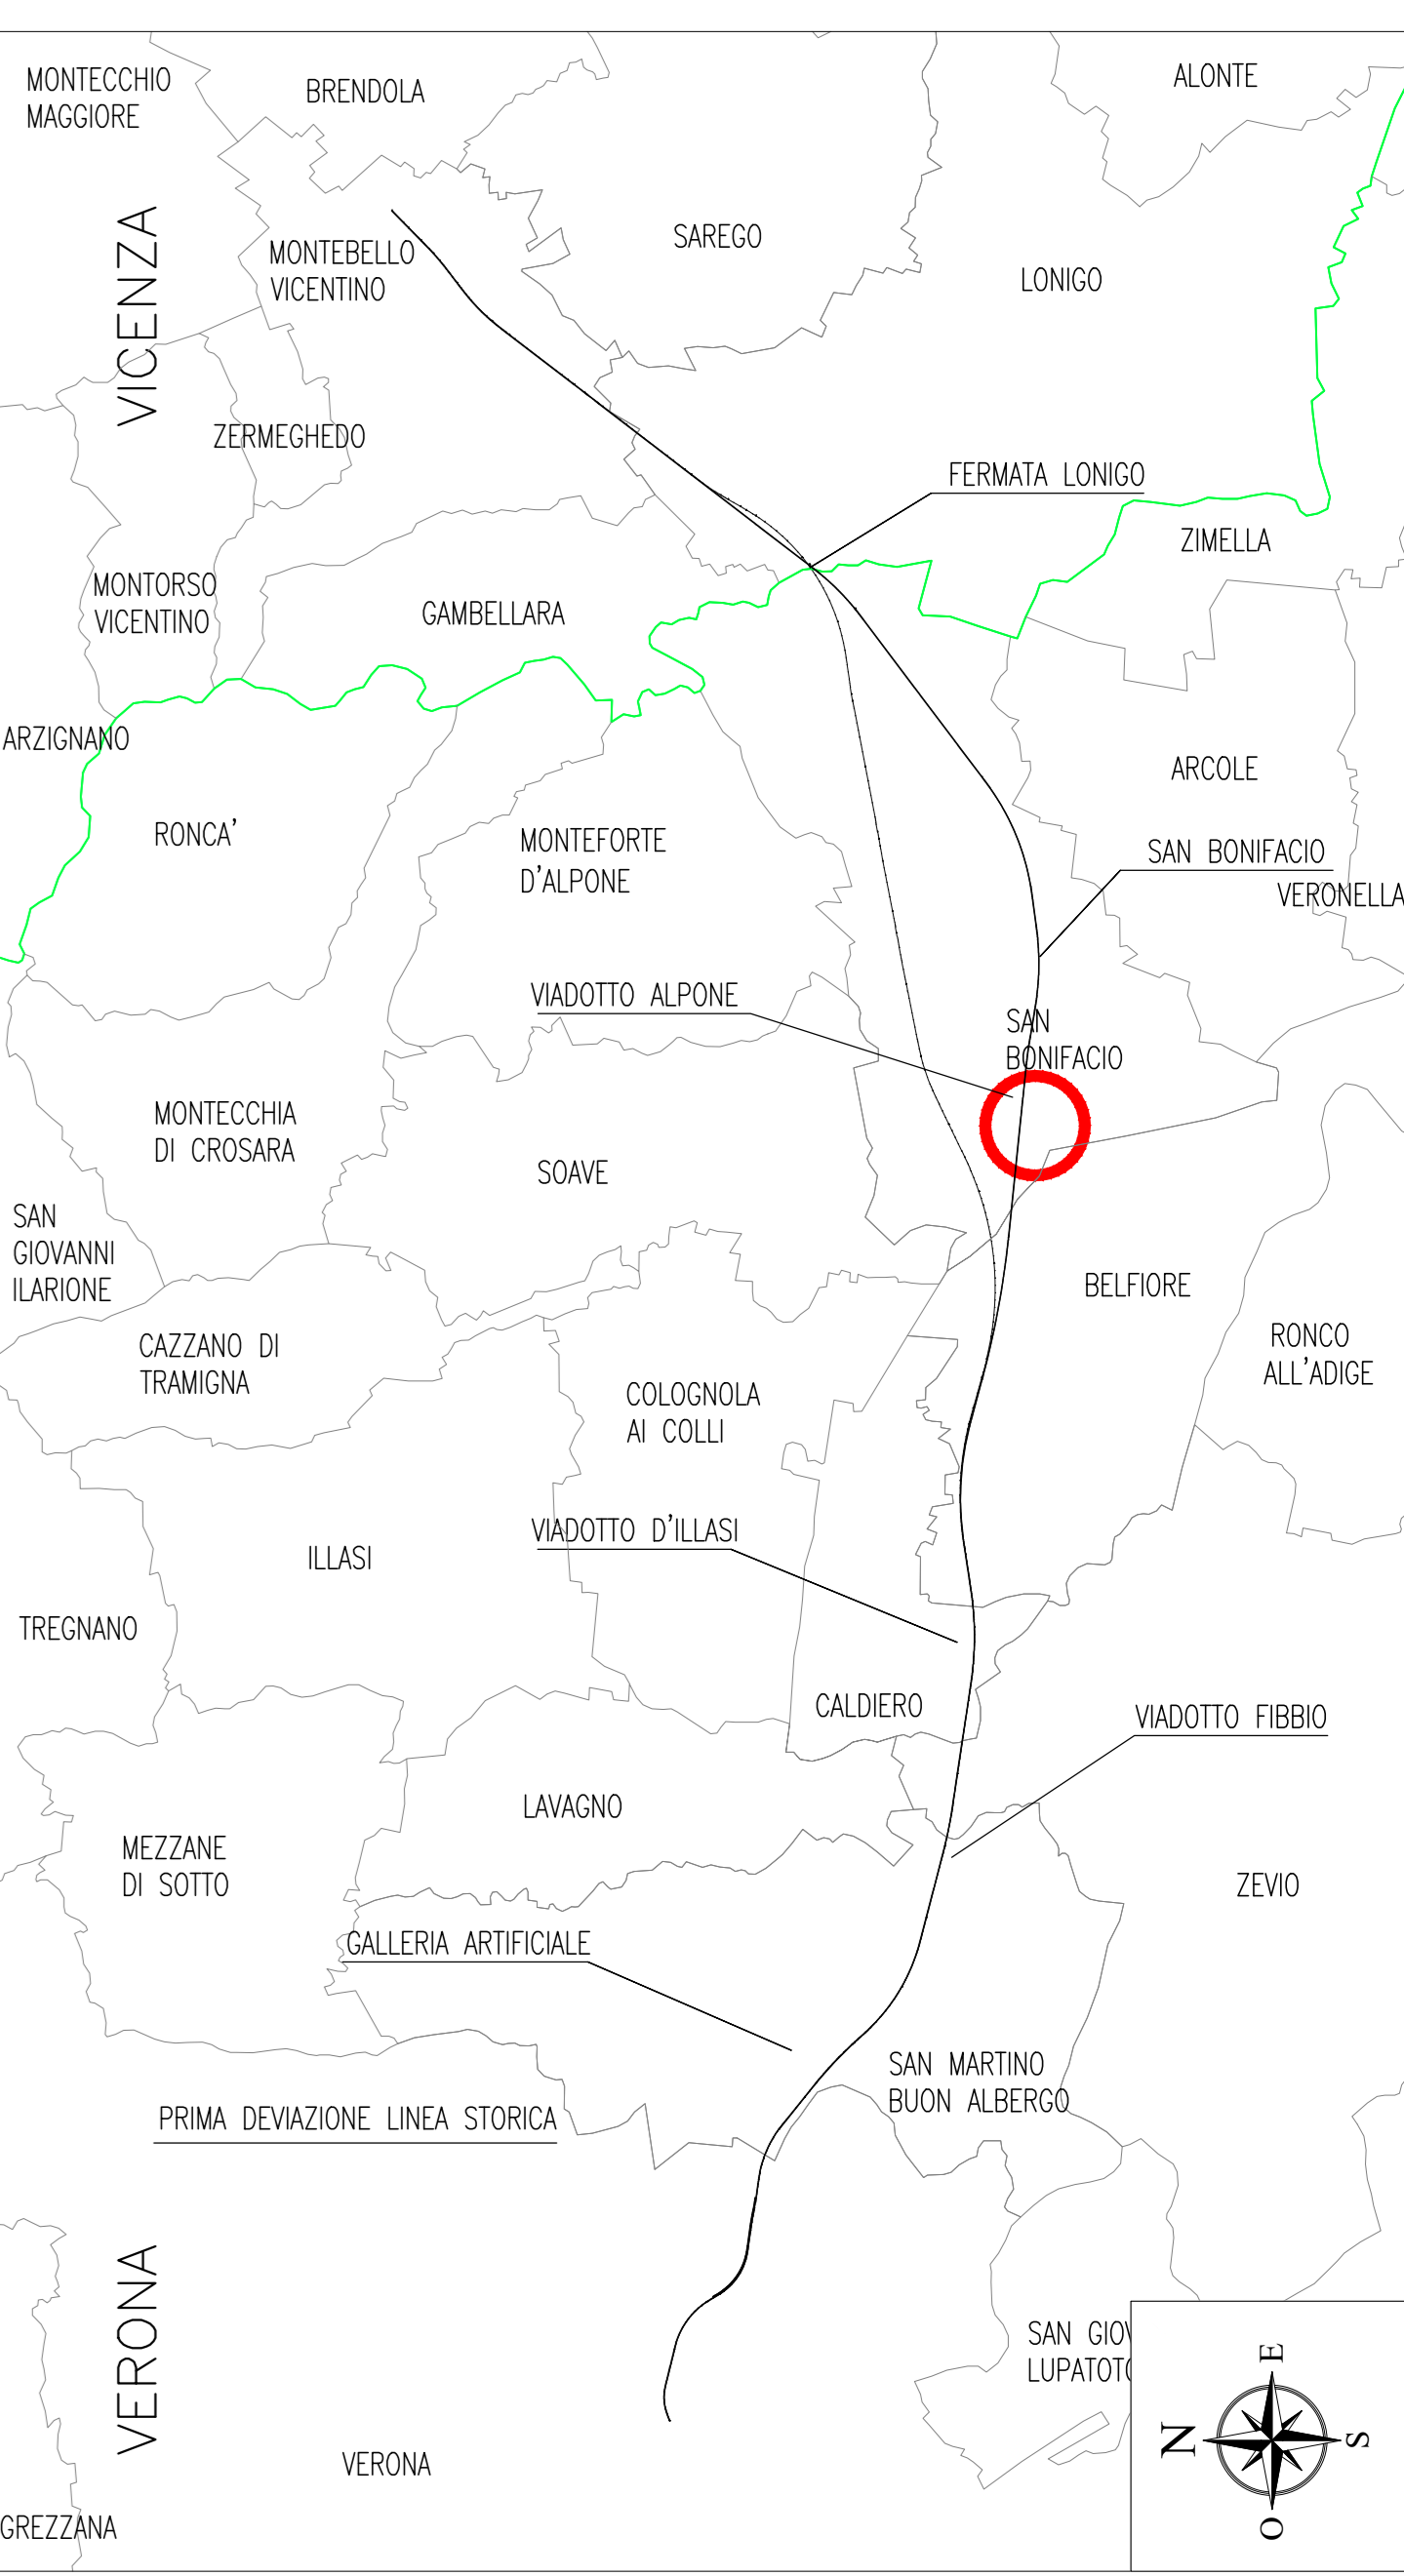 MONTECCHIO
MAGGIORE
BRENDOLA
ALONTE
VICENZA
MONTEBELLO
VICENTINO
SAREGO
LONIGO
ZERMEGHEDO
FERMATA LONIGO
ZIMELLA
MONTORSO
VICENTINO
GAMBELLARA
ARZIGNANO
ARCOLE
RONCA'
MONTEFORTE
D'ALPONE
SAN BONIFACIO
VERONELLA
VIADOTTO ALPONE
SAN
BONIFACIO
MONTECCHIA
DI CROSARA
SOAVE
SAN
GIOVANNI
ILARIONE
BELFIORE
CAZZANO DI
TRAMIGNA
RONCO
ALL'ADIGE
COLOGNOLA
AI COLLI
VIADOTTO D'ILLASI
ILLASI
TREGNANO
CALDIERO
VIADOTTO FIBBIO
LAVAGNO
MEZZANE
DI SOTTO
ZEVIO
GALLERIA ARTIFICIALE
SAN MARTINO
BUON ALBERGO
PRIMA DEVIAZIONE LINEA STORICA
VERONA
SAN GIOV
LUPATOTO
VERONA
GREZZANA
E
N
S
O